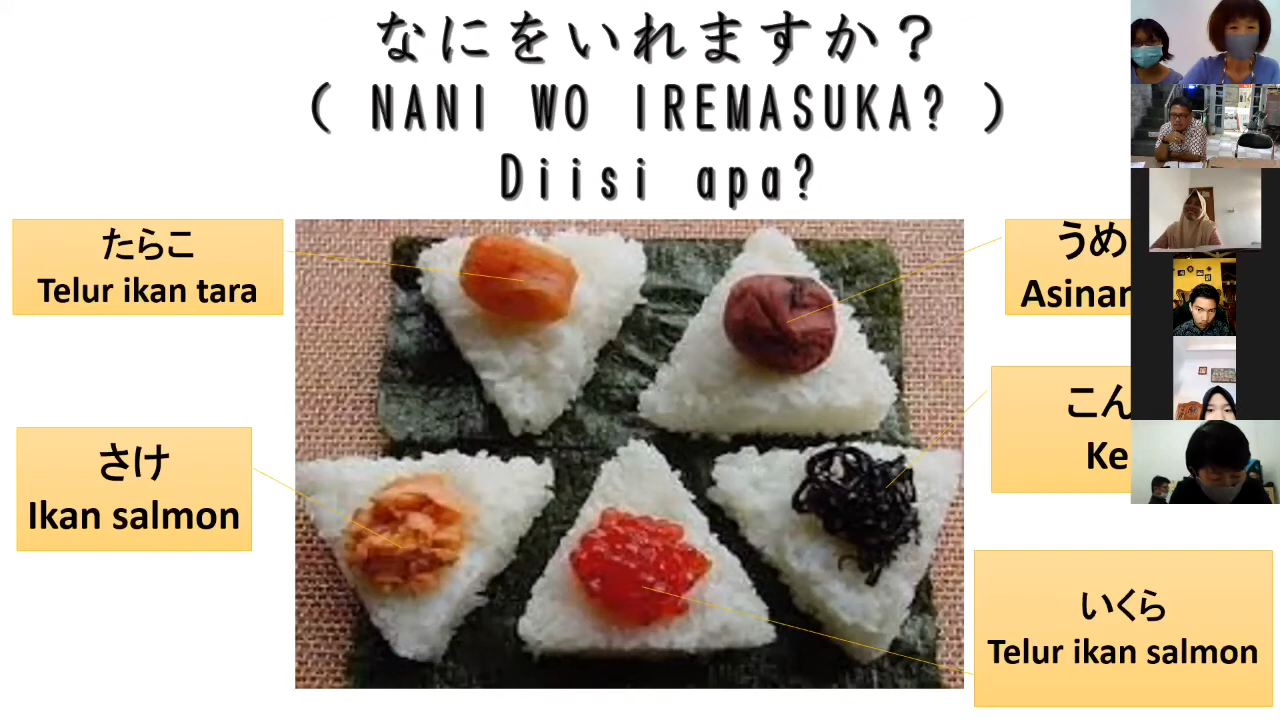 なにをいれますか？
( NANI WO IREMASUKA? )
Diisi apa?
たらこ
Telur ikan tara
うめ
さけ
Ikan salmon
いくら
Telur ikan salmon